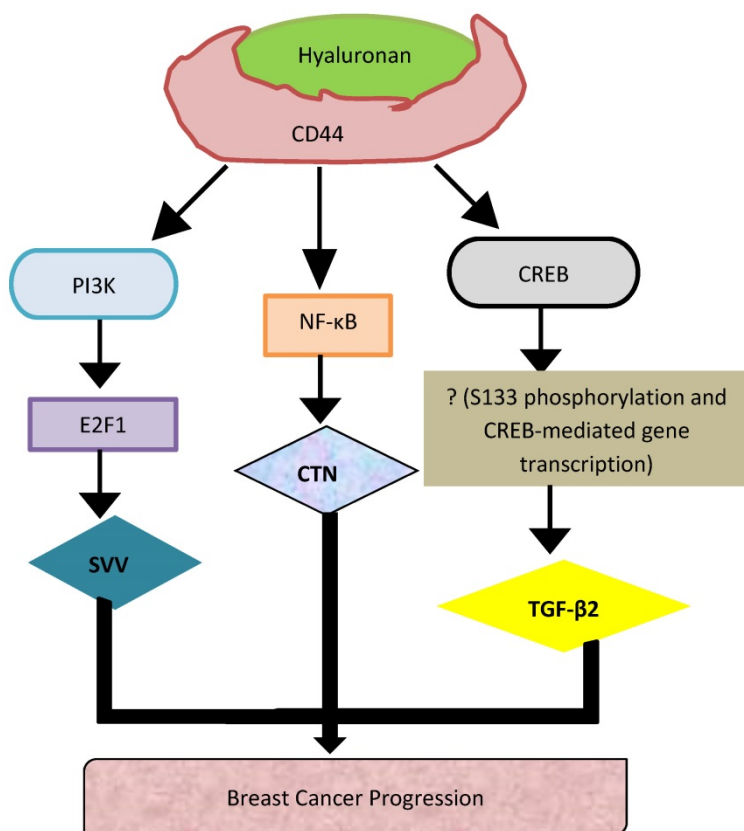 Hyaluronan
CD44
PI3K
NF-κB
CREB
E2F1
CTN
? (S133 phosphorylation and
CREB-mediated gene
transcription)
SVV
TGF-β2
Breast Cancer Progression